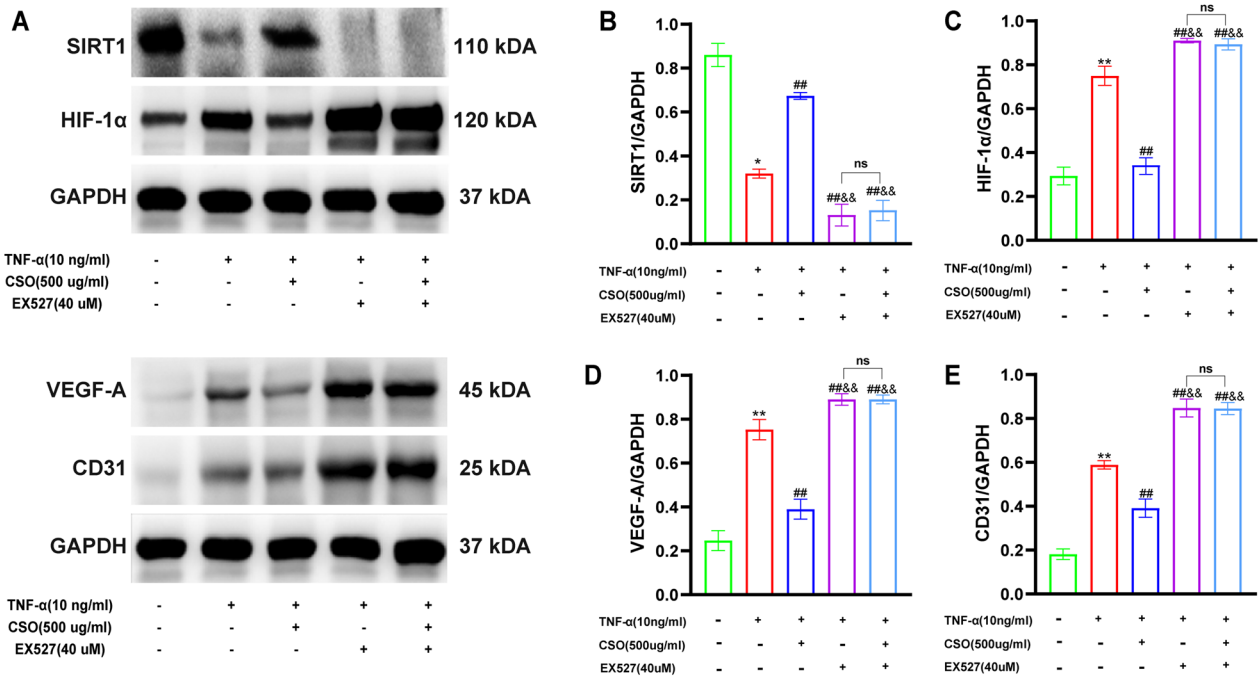 A
SIRT1
110 kDA
HIF-1α
120 kDA
GAPDH
37 kDA
TNF-α(10 ng/ml) - + + + +
CSO(500 ug/ml) - - + - +
EX527(40 uM) - - - + +
VEGF-A
45 kDA
CD31
25 kDA
GAPDH
37 kDA
TNF-α(10 ng/ml) - + + + +
CSO(500 ug/ml) - - + - +
EX527(40 uM) - - - + +
B
SIRT1/GAPDH
1.0
0.8
0.6
0.4
0.2
0.0
*
##
##&&
##&&
ns
TNF-α(10ng/ml) - + + + +
CSO(500ug/ml) - - + - +
EX527(40uM) - - - + +
C
HIF-1α/GAPDH
1.0
0.8
0.6
0.4
0.2
0.0
**
##
##&&
##&&
ns
TNF-α(10ng/ml) - + + + +
CSO(500ug/ml) - - + - +
EX527(40uM) - - - + +
D
VEGF-A/GAPDH
1.0
0.8
0.6
0.4
0.2
0.0
**
##
##&&
##&&
ns
TNF-α(10ng/ml) - + + + +
CSO(500ug/ml) - - + - +
EX527(40uM) - - - + +
E
CD31/GAPDH
1.0
0.8
0.6
0.4
0.2
0.0
**
##
##&&
##&&
ns
TNF-α(10ng/ml) - + + + +
CSO(500ug/ml) - - + - +
EX527(40uM) - - - + +